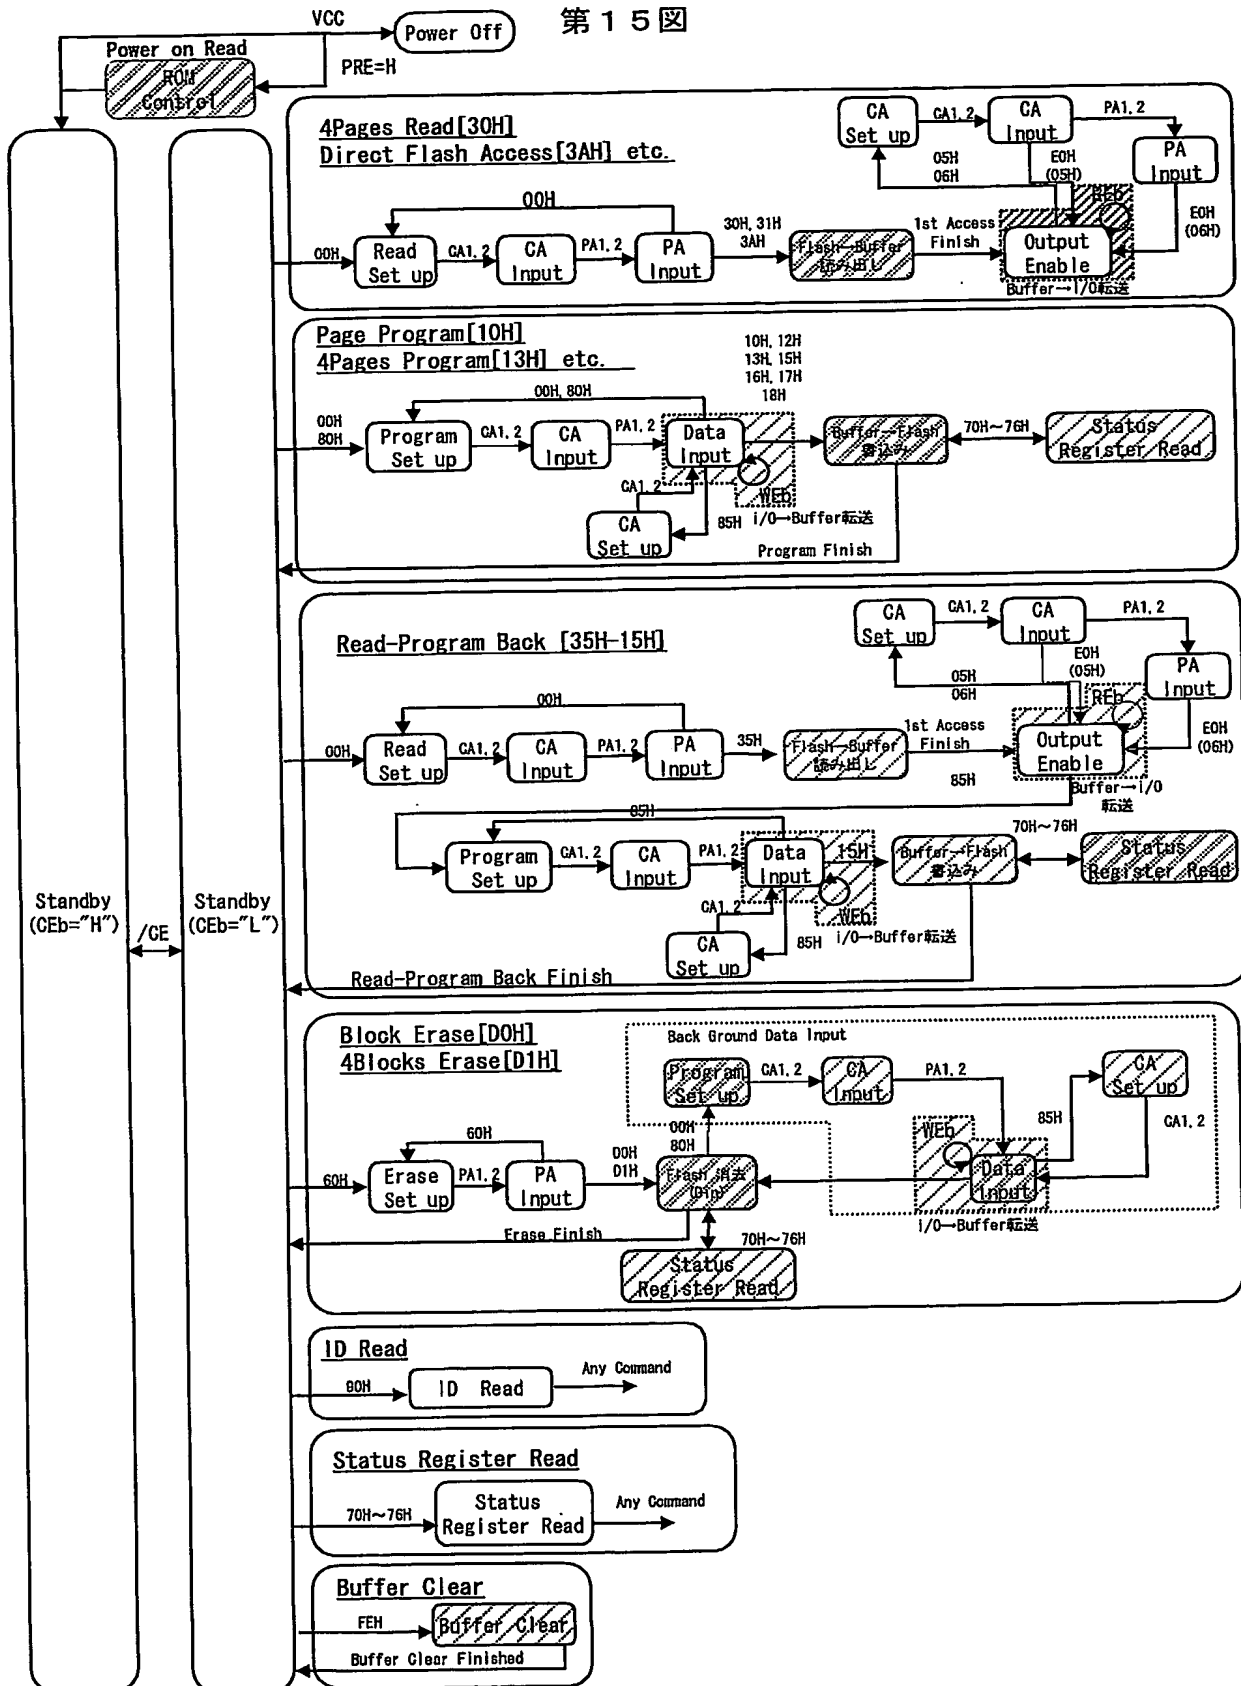 第１５図
VCC
Power Off
Power on Read
PRE=H
ROM
Control
4Pages Read[30H]
Direct Flash Access[3AH] etc.
CA
Set up
CA1, 2
CA
Input
PA1, 2
PA
Input
05H
06H
E0H
(05H)
REb
E0H
(06H)
00H
00H
Read
Set up
CA1, 2
CA
Input
PA1, 2
PA
Input
30H, 31H
3AH
Flash→Buffer
読み出し
1st Access
Finish
Output
Enable
Buffer→I/O転送
Page Program[10H]
4Pages Program[13H] etc.
10H, 12H
13H, 15H
16H, 17H
18H
00H, 80H
00H
80H
Program
Set up
CA1, 2
CA
Input
PA1, 2
Data
Input
Buffer→Flash
書込み
70H～76H
Status
Register Read
CA1, 2
WEb
CA
Set up
85H
i/O→Buffer転送
Program Finish
Read-Program Back [35H-15H]
CA
Set up
CA1, 2
CA
Input
PA1, 2
PA
Input
05H
06H
E0H
(05H)
REb
E0H
(06H)
00H
00H
Read
Set up
CA1, 2
CA
Input
PA1, 2
PA
Input
35H
Flash→Buffer
読み出し
1st Access
Finish
Output
Enable
85H
Buffer→i/O
転送
85H
Program
Set up
CA1, 2
CA
Input
PA1, 2
Data
Input
15H
Buffer→Flash
書込み
70H～76H
Status
Register Read
CA1, 2
WEb
CA
Set up
85H
i/O→Buffer転送
Read-Program Back Finish
Standby
(CEb="H")
/CE
Standby
(CEb="L")
Block Erase[D0H]
4Blocks Erase[D1H]
Back Ground Data Input
Program
Set up
CA1, 2
CA
Input
PA1, 2
CA
Set up
85H
CA1, 2
00H
80H
WEb
60H
60H
Erase
Set up
PA1, 2
PA
Input
D0H
D1H
Flash 消去
(Din)
Data
Input
i/O→Buffer転送
Erase Finish
70H～76H
Status
Register Read
ID Read
90H
ID Read
Any Command
Status Register Read
70H～76H
Status
Register Read
Any Command
Buffer Clear
FEH
Buffer Clear
Buffer Clear Finished